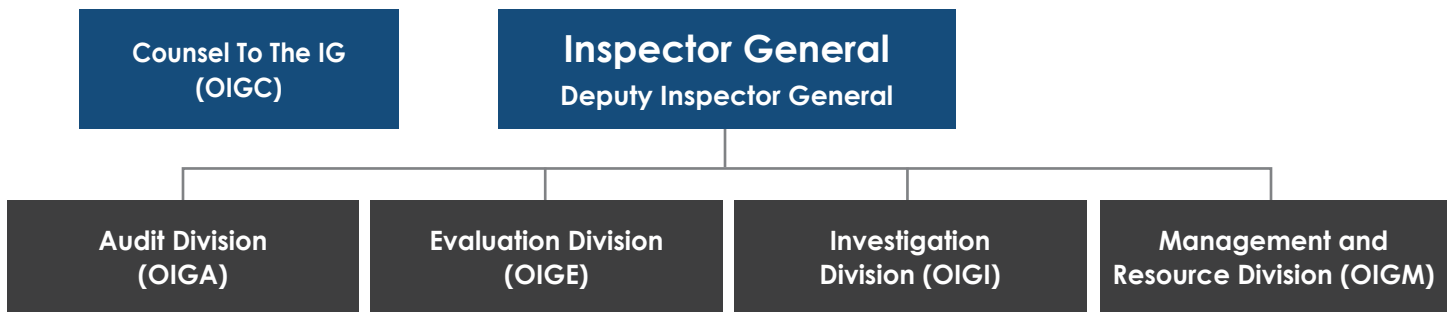 Counsel To The IG
(OIGC)
Inspector General
Deputy Inspector General
Audit Division
(OIGA)
Evaluation Division
(OIGE)
Investigation
Division (OIGI)
Management and
Resource Division (OIGM)